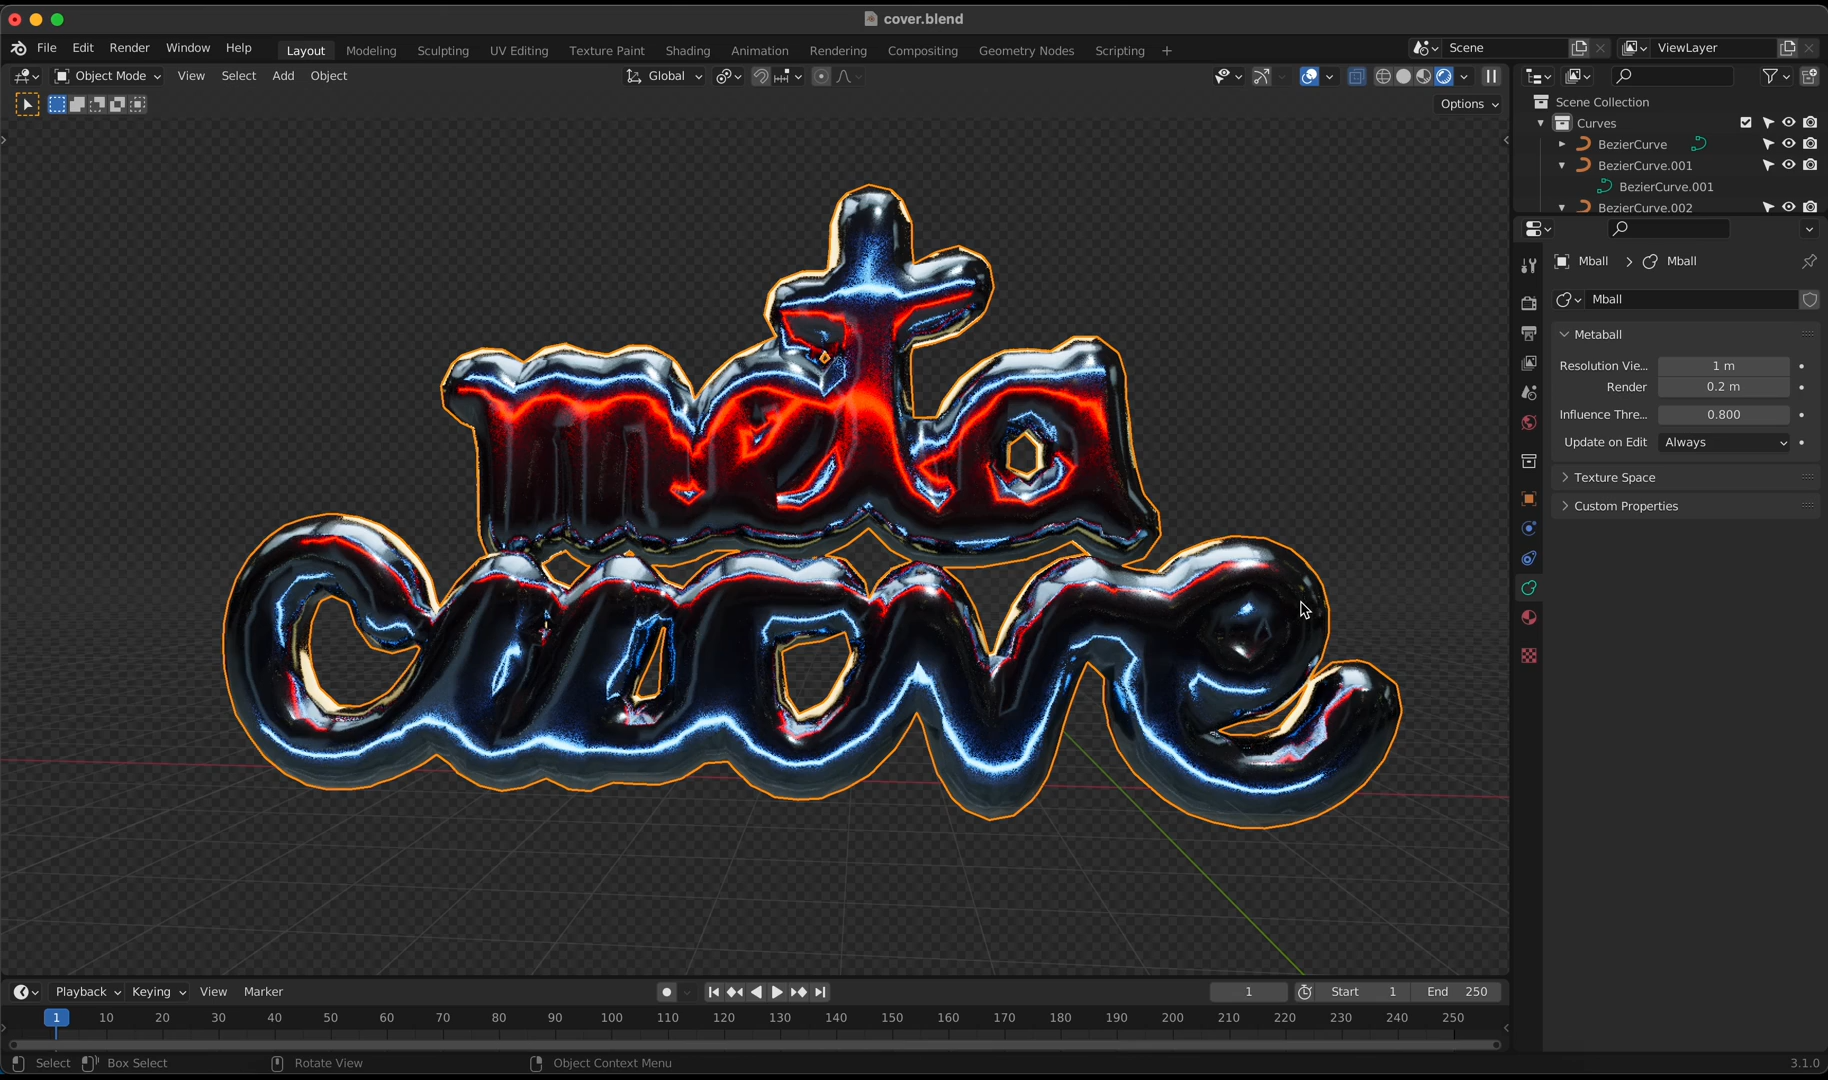 cover.blend
File Edit Render Window Help Layout Modeling Sculpting UV Editing Texture Paint Shading Animation Rendering Compositing Geometry Nodes Scripting + Scene ViewLayer
Object Mode View Select Add Object Global
Options
Scene Collection
Curves
BezierCurve
BezierCurve.001
BezierCurve.001
BezierCurve.002
Mball > Mball
Mball
Metaball
Resolution Vie... 1 m
Render 0.2 m
Influence Thre... 0.800
Update on Edit Always
Texture Space
Custom Properties
meta
Playback Keying View Marker 1 Start 1 End 250
1 10 20 30 40 50 60 70 80 90 100 110 120 130 140 150 160 170 180 190 200 210 220 230 240 250
Select Box Select Rotate View Object Context Menu 3.1.0